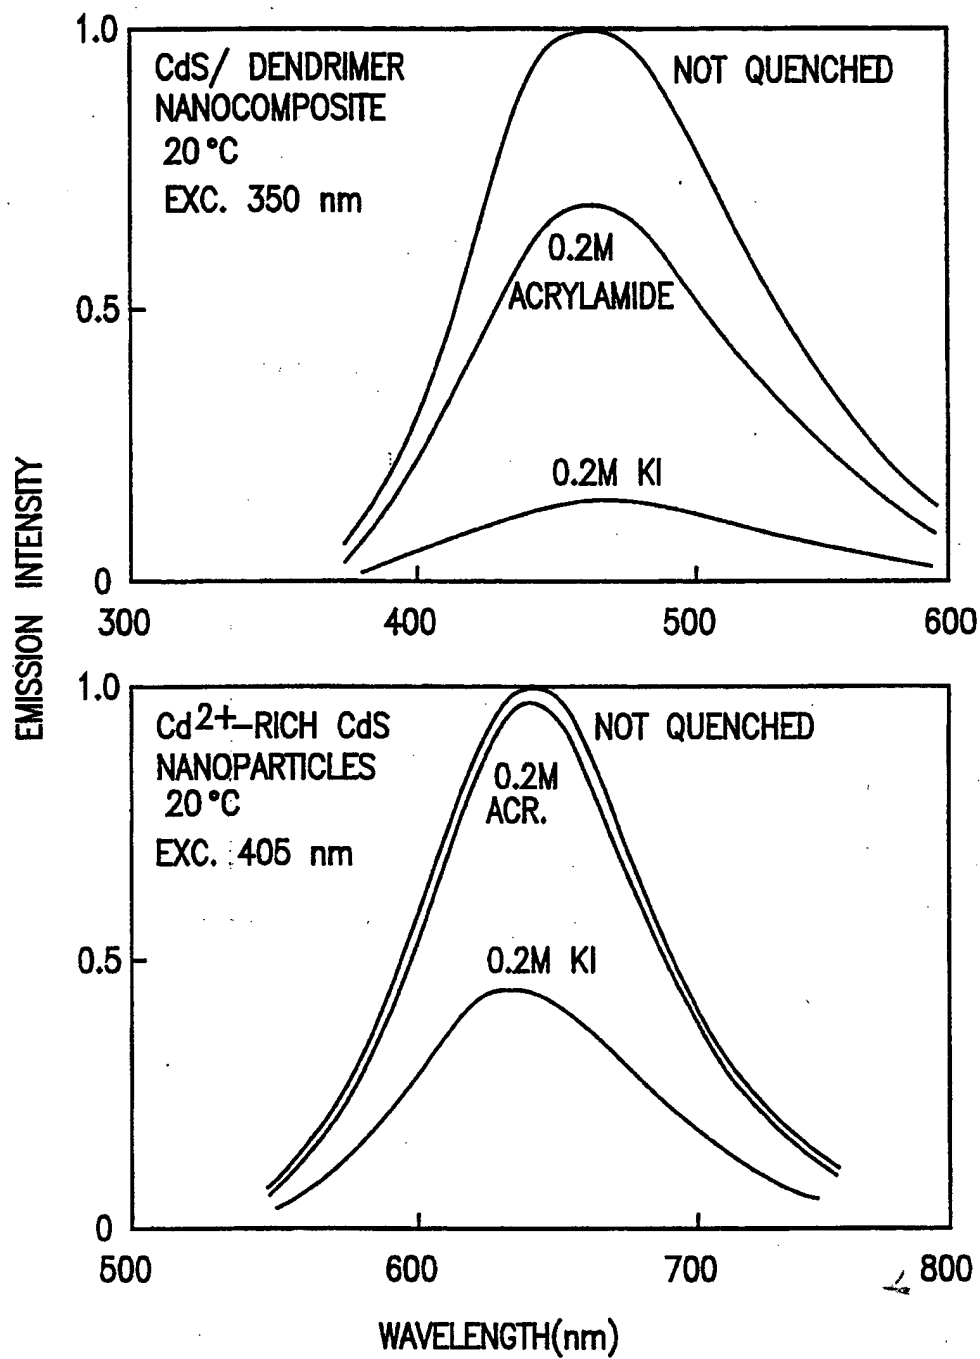 1.0
CdS/ DENDRIMER
NANOCOMPOSITE
20°C
EXC. 350 nm
NOT QUENCHED
0.2M
ACRYLAMIDE
0.5
0.2M KI
0
300
400
500
600
EMISSION INTENSITY
1.0
Cd2+-RICH CdS
NANOPARTICLES
20°C
EXC. 405 nm
NOT QUENCHED
0.2M
ACR.
0.5
0.2M KI
0
500
600
700
800
WAVELENGTH(nm)